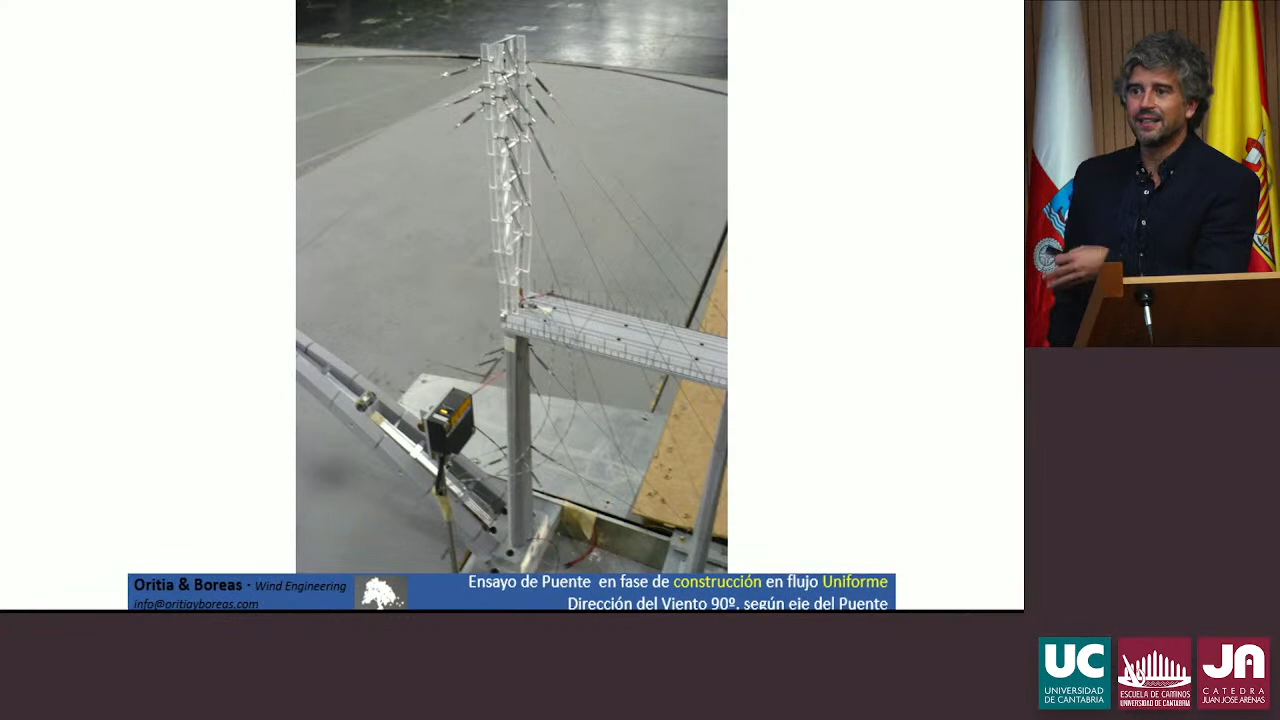 Oritia & Boreas · Wind Engineering
info@oritiayboreas.com
Ensayo de Puente en fase de construcción en flujo Uniforme
Dirección del Viento 90º, según eje del Puente
UC
UNIVERSIDAD
DE CANTABRIA
ESCUELA DE CAMINOS
UNIVERSIDAD DE CANTABRIA
JA
CATEDRA
JUAN JOSE ARENAS